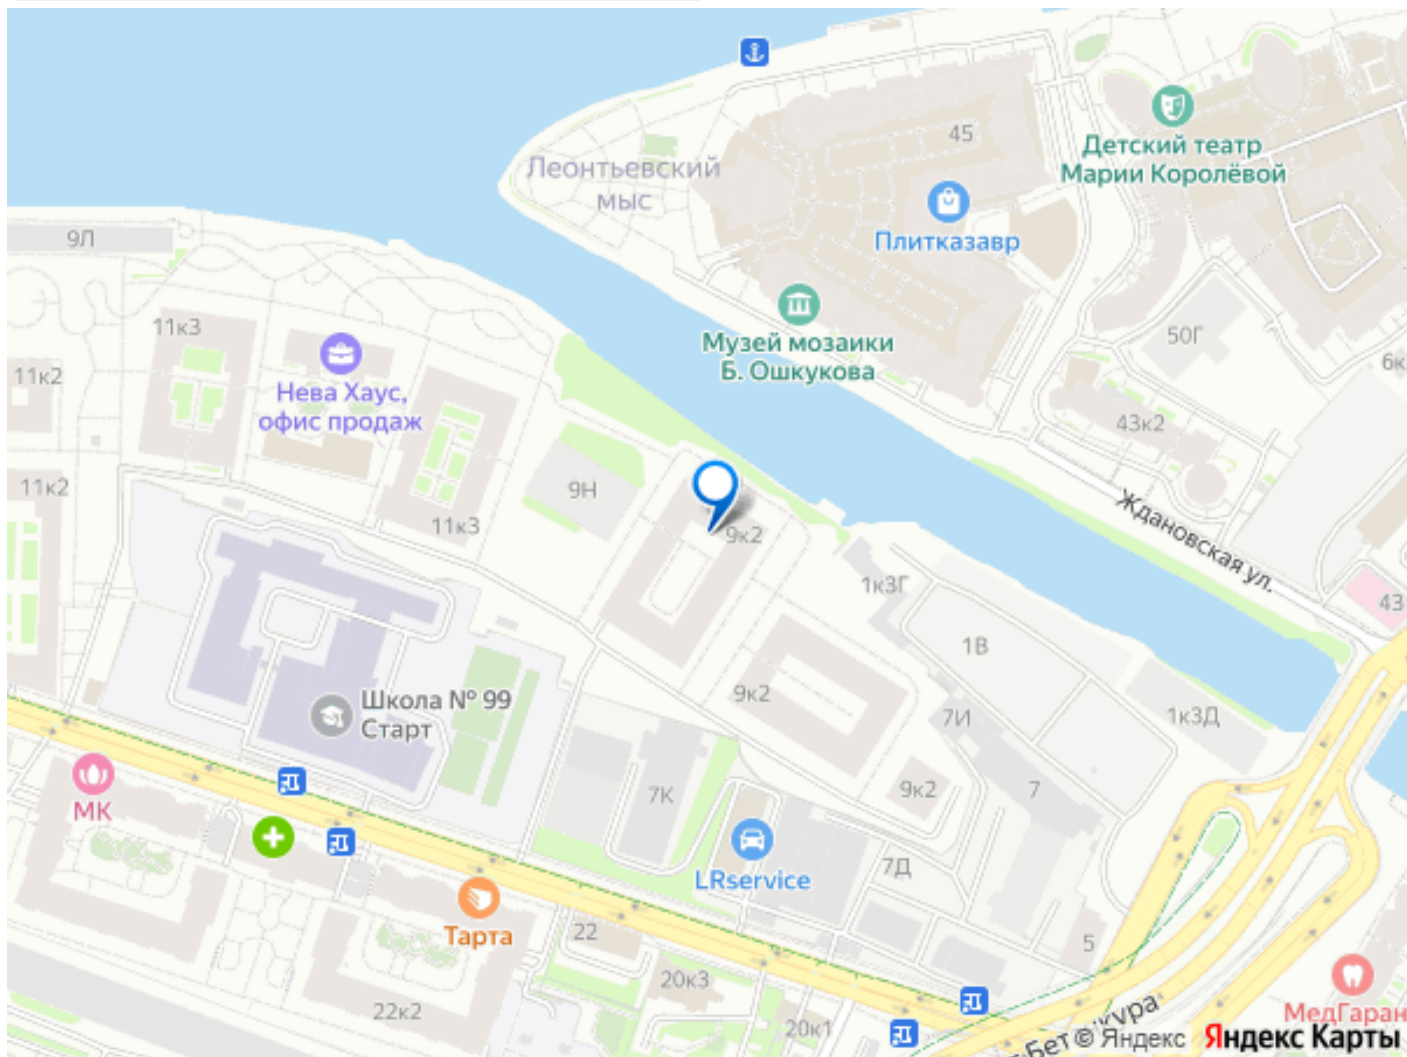 45
Детский театр
Марии Королёвой
Леонтьевский
мыс
Плитказавр
9Л
11к3
Музей мозаики
Б. Ошкукова
50Г
11к2
Нева Хаус,
офис продаж
43к2
11к2
9Н
11к3
9к2
Ждановская ул.
1к3Г
43
1В
9к2
Школа № 99
Старт
7И
1к3Д
МК
7К
9к2
7
LRservice
7Д
Тарта
22
5
20к3
22к2
20к1
МедГаран
© Яндекс
Яндекс Карты